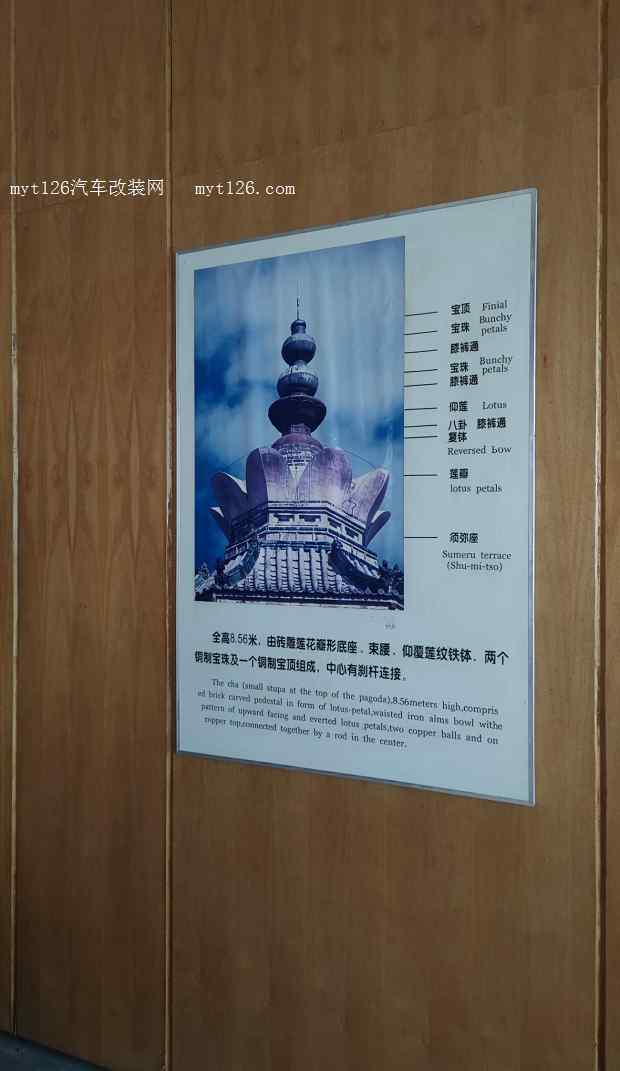 myt126汽车改装网 myt126.com
宝顶 Finial
宝珠 Bunchy
petals
膝裤通
宝珠 Bunchy
petals
膝裤通
仰莲 Lotus
八卦 膝裤通
复钵
Reversed bow
莲瓣
lotus petals
须弥座
Sumeru terrace
(Shu-mi-tso)
全高8.56米，由砖雕莲花瓣形底座、束腰、仰覆莲纹铁钵、两个
铜制宝珠及一个铜制宝顶组成，中心有刹杆连接。
The cha (small stupa at the top of the pagoda),8.56meters high,compris
ed brick carved pedestal in form of lotus-petal,waisted iron alms bowl withe
pattern of upward facing and everted lotus petals,two copper balls and on
copper top,connected together by a rod in the center.